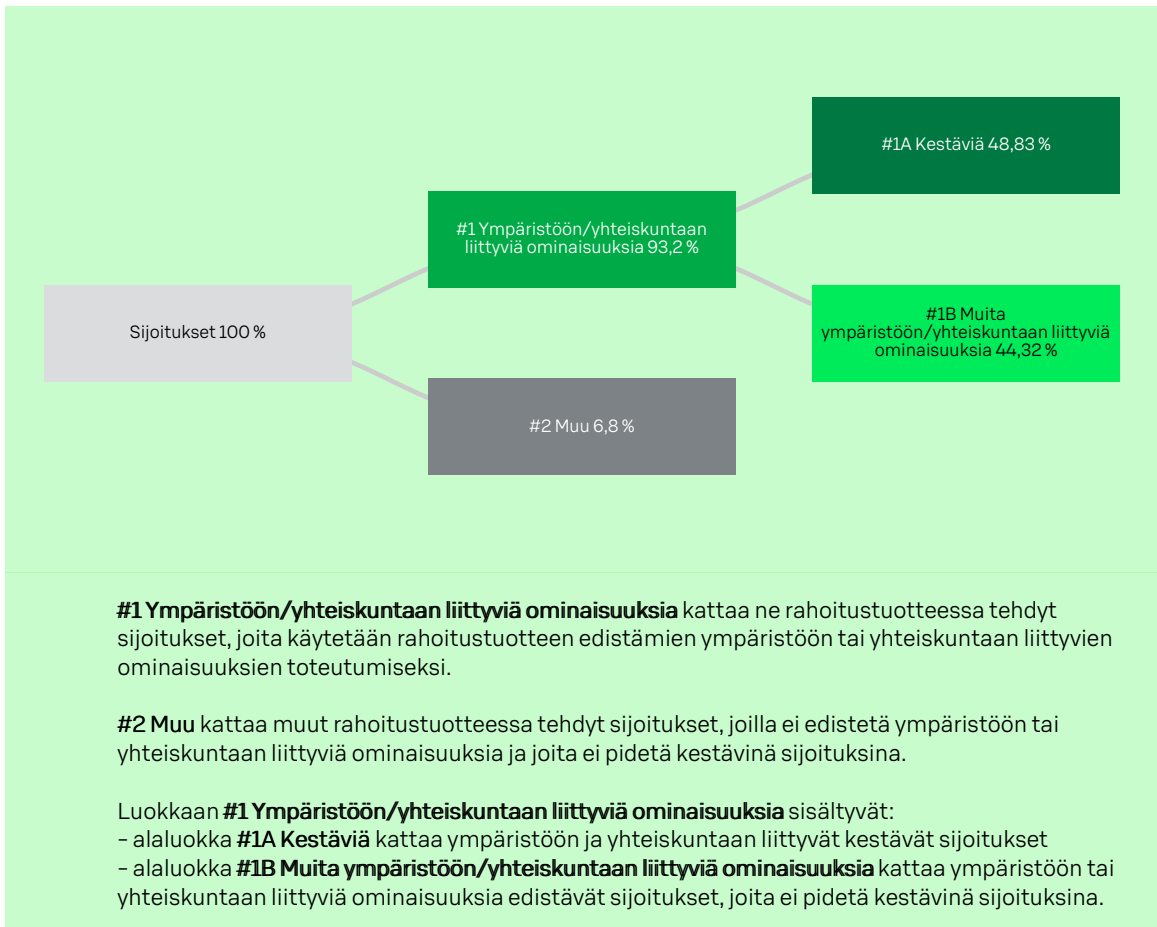 #1A Kestäviä 48,83 %
#1 Ympäristöön/yhteiskuntaan
liittyviä ominaisuuksia 93,2 %
Sijoitukset 100 %
#1B Muita
ympäristöön/yhteiskuntaan liittyviä
ominaisuuksia 44,32 %
#2 Muu 6,8 %
#1 Ympäristöön/yhteiskuntaan liittyviä ominaisuuksia kattaa ne rahoitustuotteessa tehdyt
sijoitukset, joita käytetään rahoitustuotteen edistämien ympäristöön tai yhteiskuntaan liittyvien
ominaisuuksien toteutumiseksi.
#2 Muu kattaa muut rahoitustuotteessa tehdyt sijoitukset, joilla ei edistetä ympäristöön tai
yhteiskuntaan liittyviä ominaisuuksia ja joita ei pidetä kestävinä sijoituksina.
Luokkaan #1 Ympäristöön/yhteiskuntaan liittyviä ominaisuuksia sisältyvät:
- alaluokka #1A Kestäviä kattaa ympäristöön ja yhteiskuntaan liittyvät kestävät sijoitukset
- alaluokka #1B Muita ympäristöön/yhteiskuntaan liittyviä ominaisuuksia kattaa ympäristöön tai
yhteiskuntaan liittyviä ominaisuuksia edistävät sijoitukset, joita ei pidetä kestävinä sijoituksina.